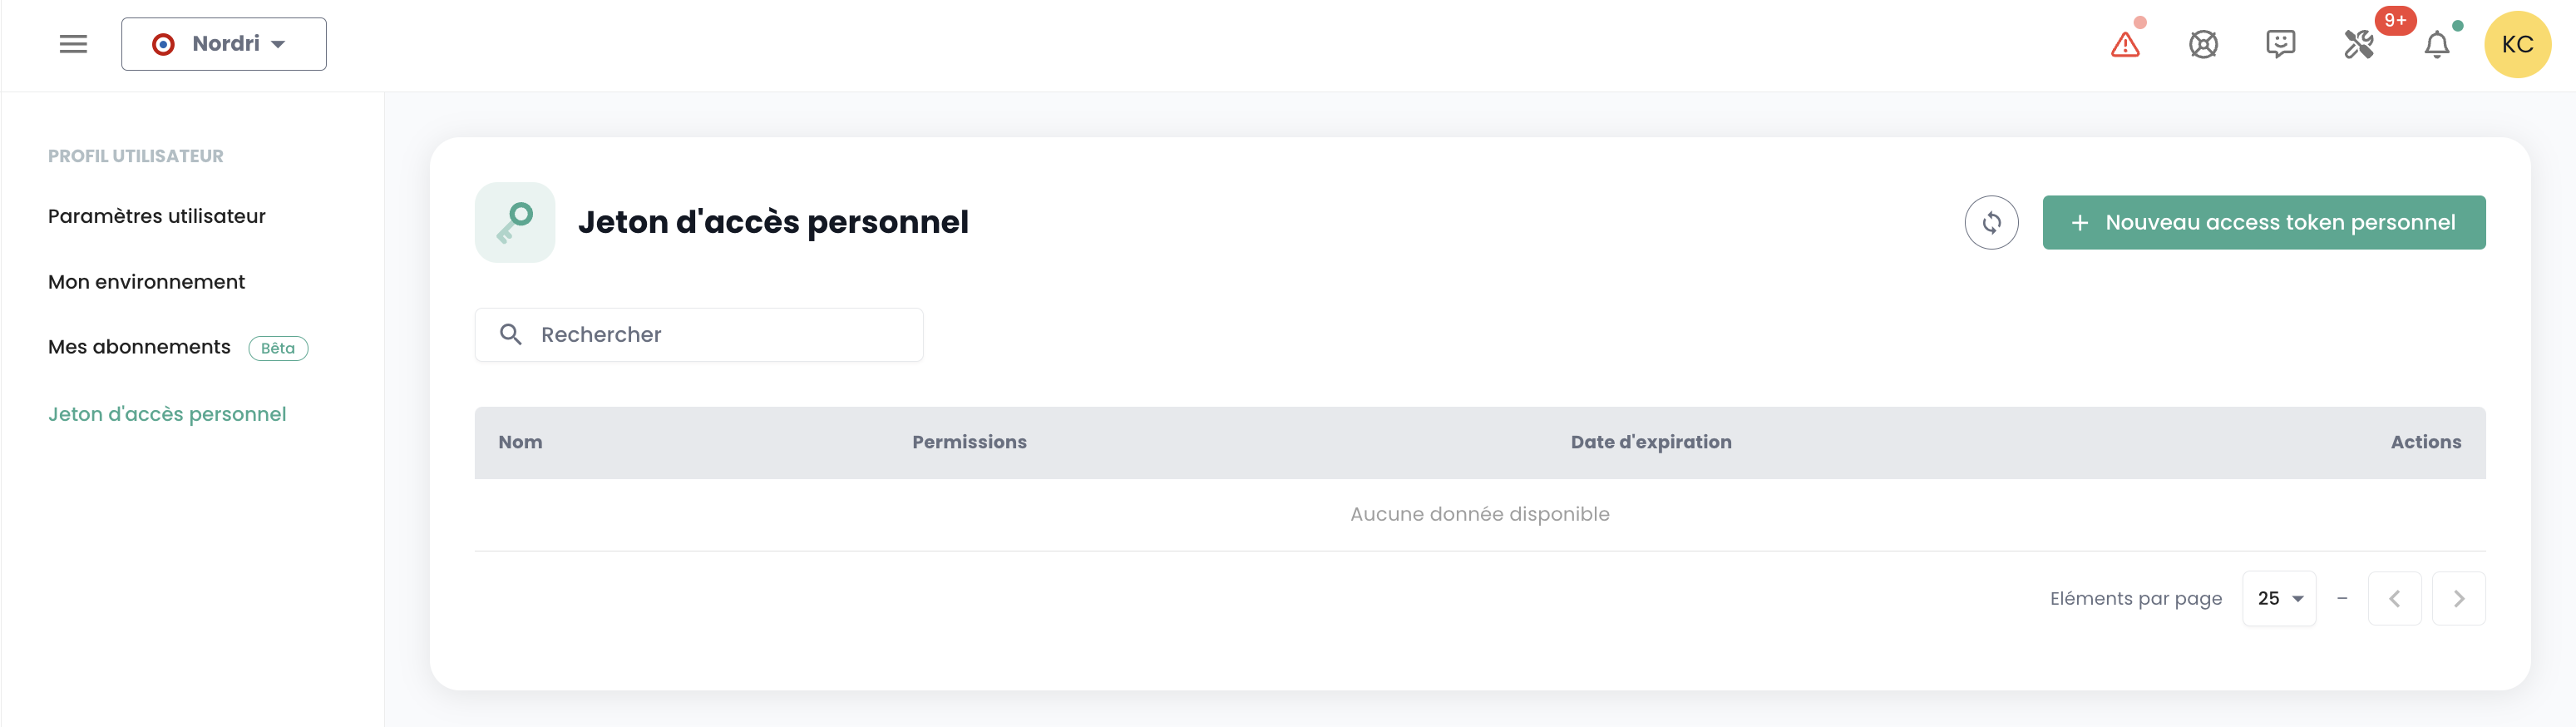 Nordri
9+
KC
PROFIL UTILISATEUR
Paramètres utilisateur
Mon environnement
Mes abonnements Bêta
Jeton d'accès personnel
Jeton d'accès personnel
+ Nouveau access token personnel
Rechercher
Nom Permissions Date d'expiration Actions
Aucune donnée disponible
Eléments par page 25 –